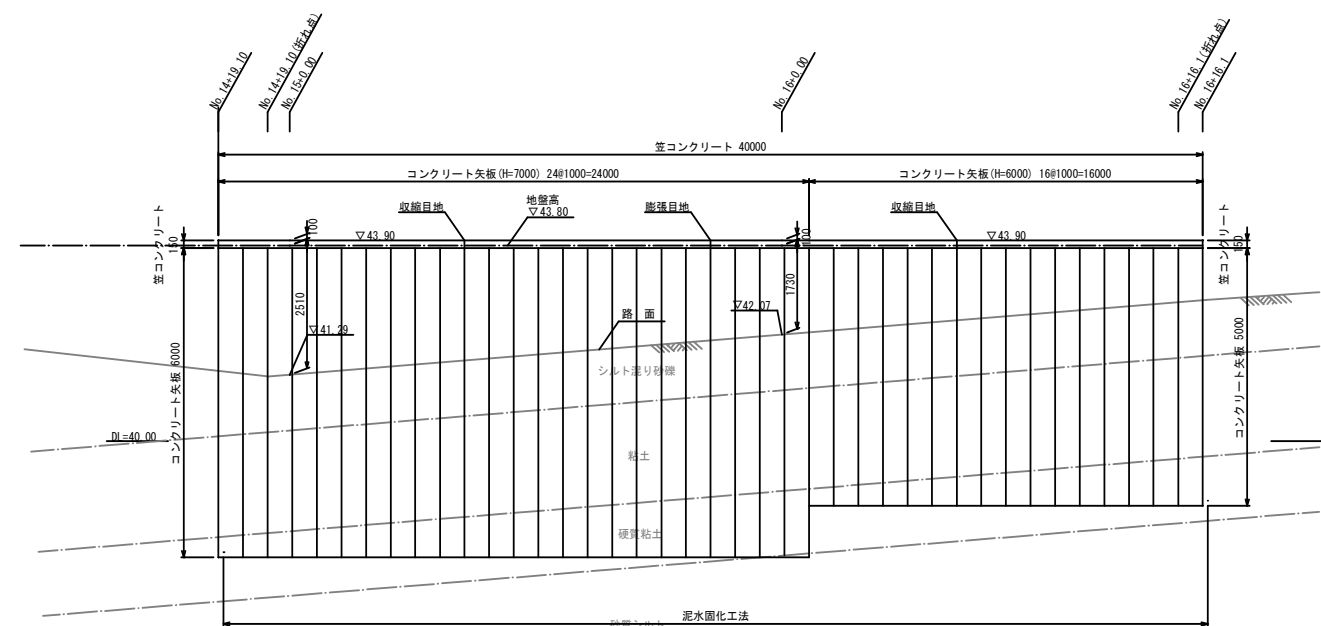 No.14+19.10
No.14+19.10(折れ点)
No.15+0.00
No.16+0.00
No.16+16.1(折れ点)
No.16+16.1
笠コンクリート 40000
コンクリート矢板(H=7000) 24@1000=24000
コンクリート矢板(H=6000) 16@1000=16000
収縮目地
地盤高
▽43.80
膨張目地
収縮目地
笠コンクリート
150
100
▽43.90
100
▽43.90
笠コンクリート
150
2510
1730
▽41.29
路 面
▽42.07
シルト混り砂礫
コンクリート矢板 6000
コンクリート矢板 5000
DL=40.00
粘土
硬質粘土
泥水固化工法